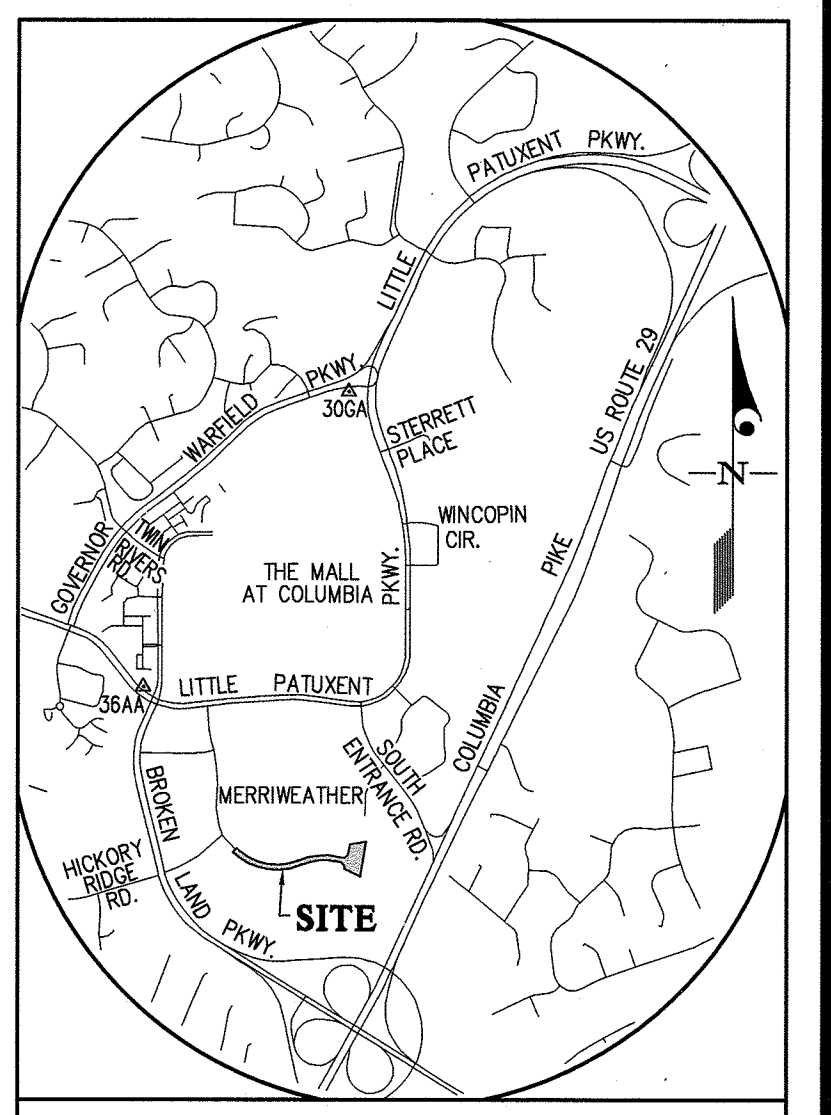 PATUXENT PKWY.
LITTLE
PKWY.
30GA
WARFIELD
STERRETT
PLACE
US ROUTE 29
-N-
WINCOPIN
CIR.
GOVERNOR
TWIN
RIVERS
RD.
PIKE
THE MALL
AT COLUMBIA
PKWY.
36AA
LITTLE PATUXENT
COLUMBIA
SOUTH
ENTRANCE RD.
BROKEN
MERRIWEATHER
HICKORY
RIDGE
RD.
LAND
PKWY.
SITE